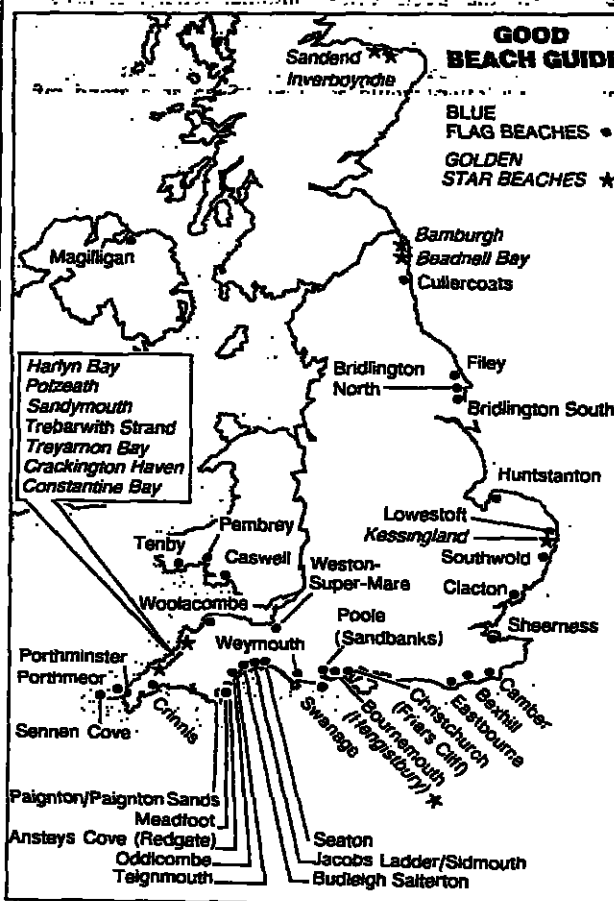 GOOD
BEACH GUIDE
BLUE
FLAG BEACHES ●
GOLDEN
STAR BEACHES ★
Sandend
Inverboyndie
Bamburgh
Beadnell Bay
Cullercoats
Magilligan
Harlyn Bay
Polzeath
Sandymouth
Trebarwith Strand
Treyarnon Bay
Crackington Haven
Constantine Bay
Filey
Bridlington
North
Bridlington South
Huntstanton
Lowestoft
Kessingland
Southwold
Clacton
Sheerness
Pembrey
Tenby
Caswell
Weston-
Super-Mare
Woolacombe
Weymouth
Poole
(Sandbanks)
Porthminster
Porthmeor
Crinnis
Sennen Cove
Swanage
Bournemouth
(Hengistbury) ★
Christchurch
(Friars Cliff)
Eastbourne
Bexhill
Camber
Paignton/Paignton Sands
Meadfoot
Ansteys Cove (Redgate)
Oddicombe
Teignmouth
Seaton
Jacobs Ladder/Sidmouth
Budleigh Salterton